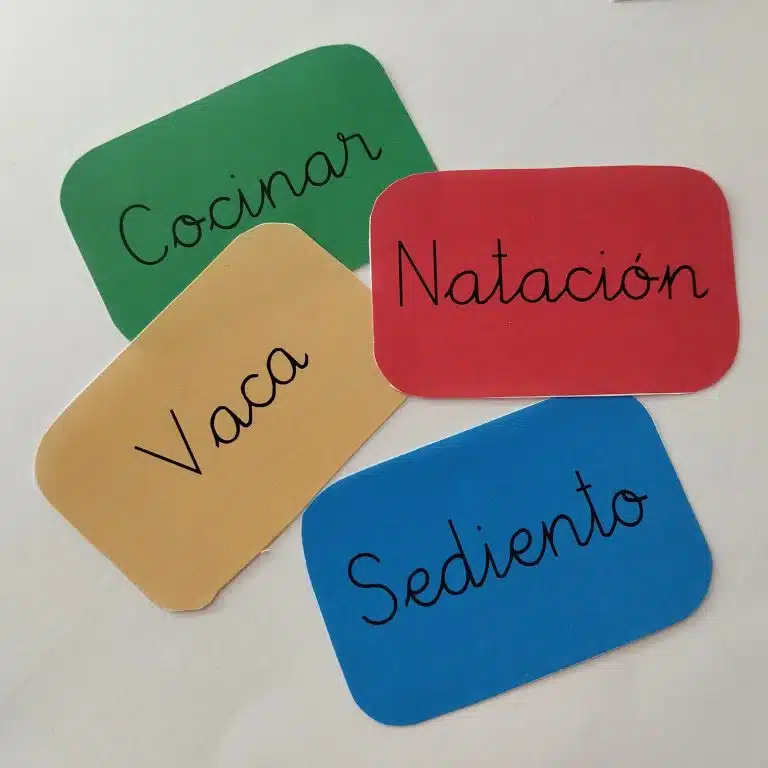 Cocinar
Natación
Vaca
Sediento